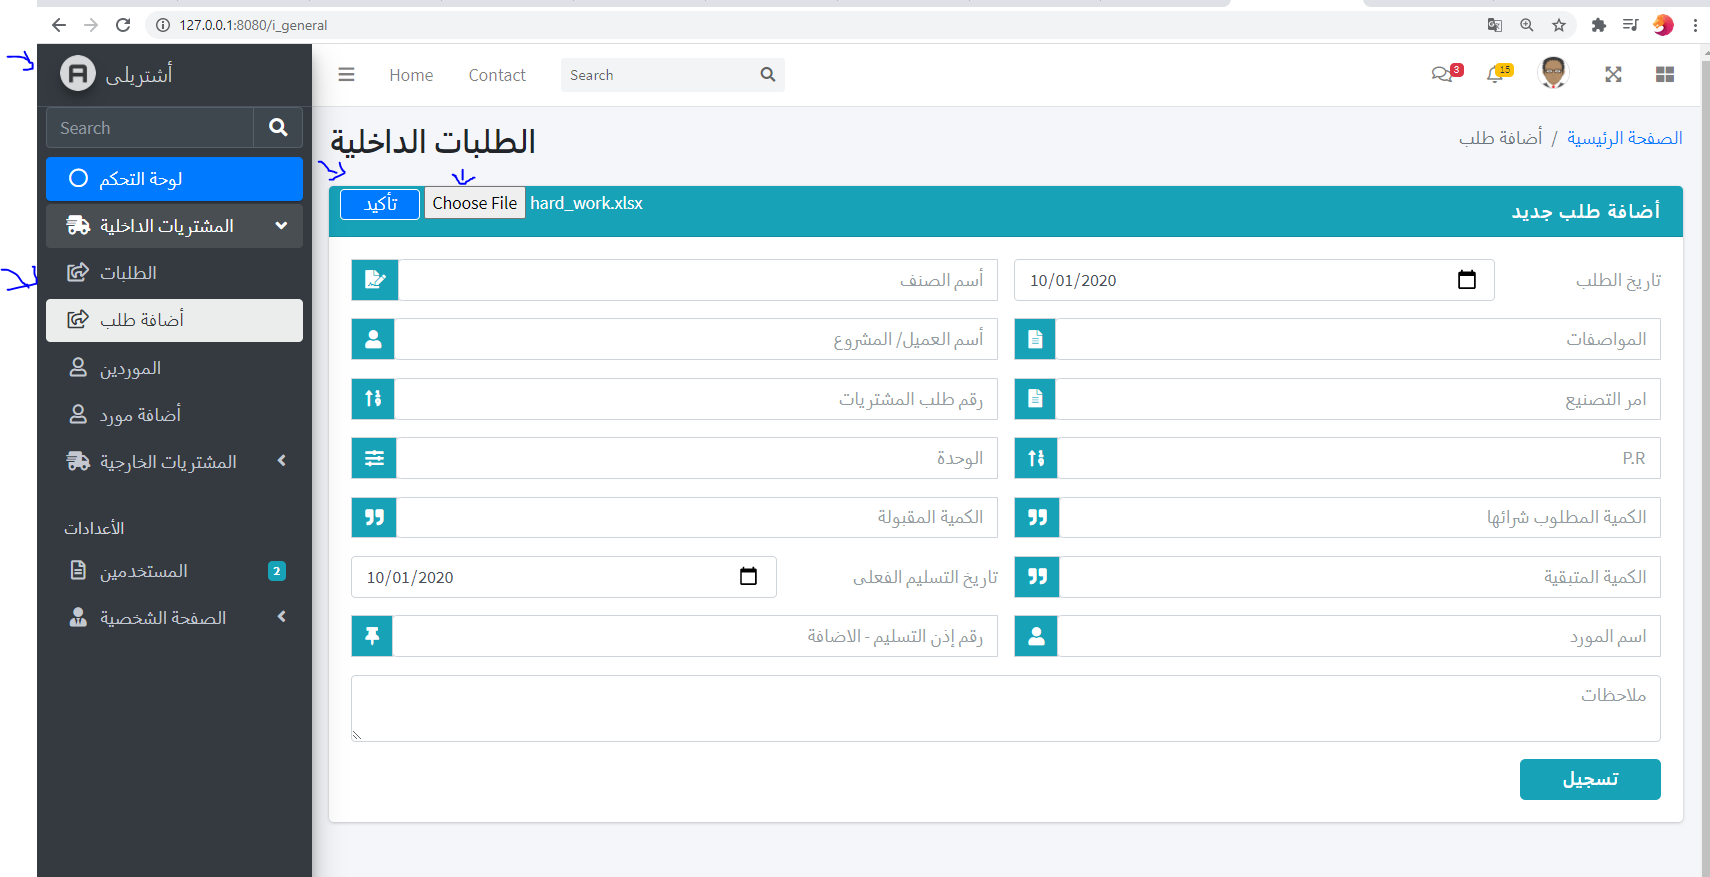 127.0.0.1:8080/i_general
أشتريلى
Home
Contact
Search
3
15
Search
لوحة التحكم
المشتريات الداخلية
الطلبات
أضافة طلب
الموردين
أضافة مورد
المشتريات الخارجية
الأعدادات
المستخدمين
2
الصفحة الشخصية
الطلبات الداخلية
الصفحة الرئيسية / أضافة طلب
أضافة طلب جديد
تأكيد
Choose File hard_work.xlsx
تاريخ الطلب
10/01/2020
أسم الصنف
المواصفات
أسم العميل/ المشروع
امر التصنيع
رقم طلب المشتريات
P.R
الوحدة
الكمية المطلوب شرائها
الكمية المقبولة
الكمية المتبقية
تاريخ التسليم الفعلى
10/01/2020
اسم المورد
رقم إذن التسليم - الاضافة
ملاحظات
تسجيل